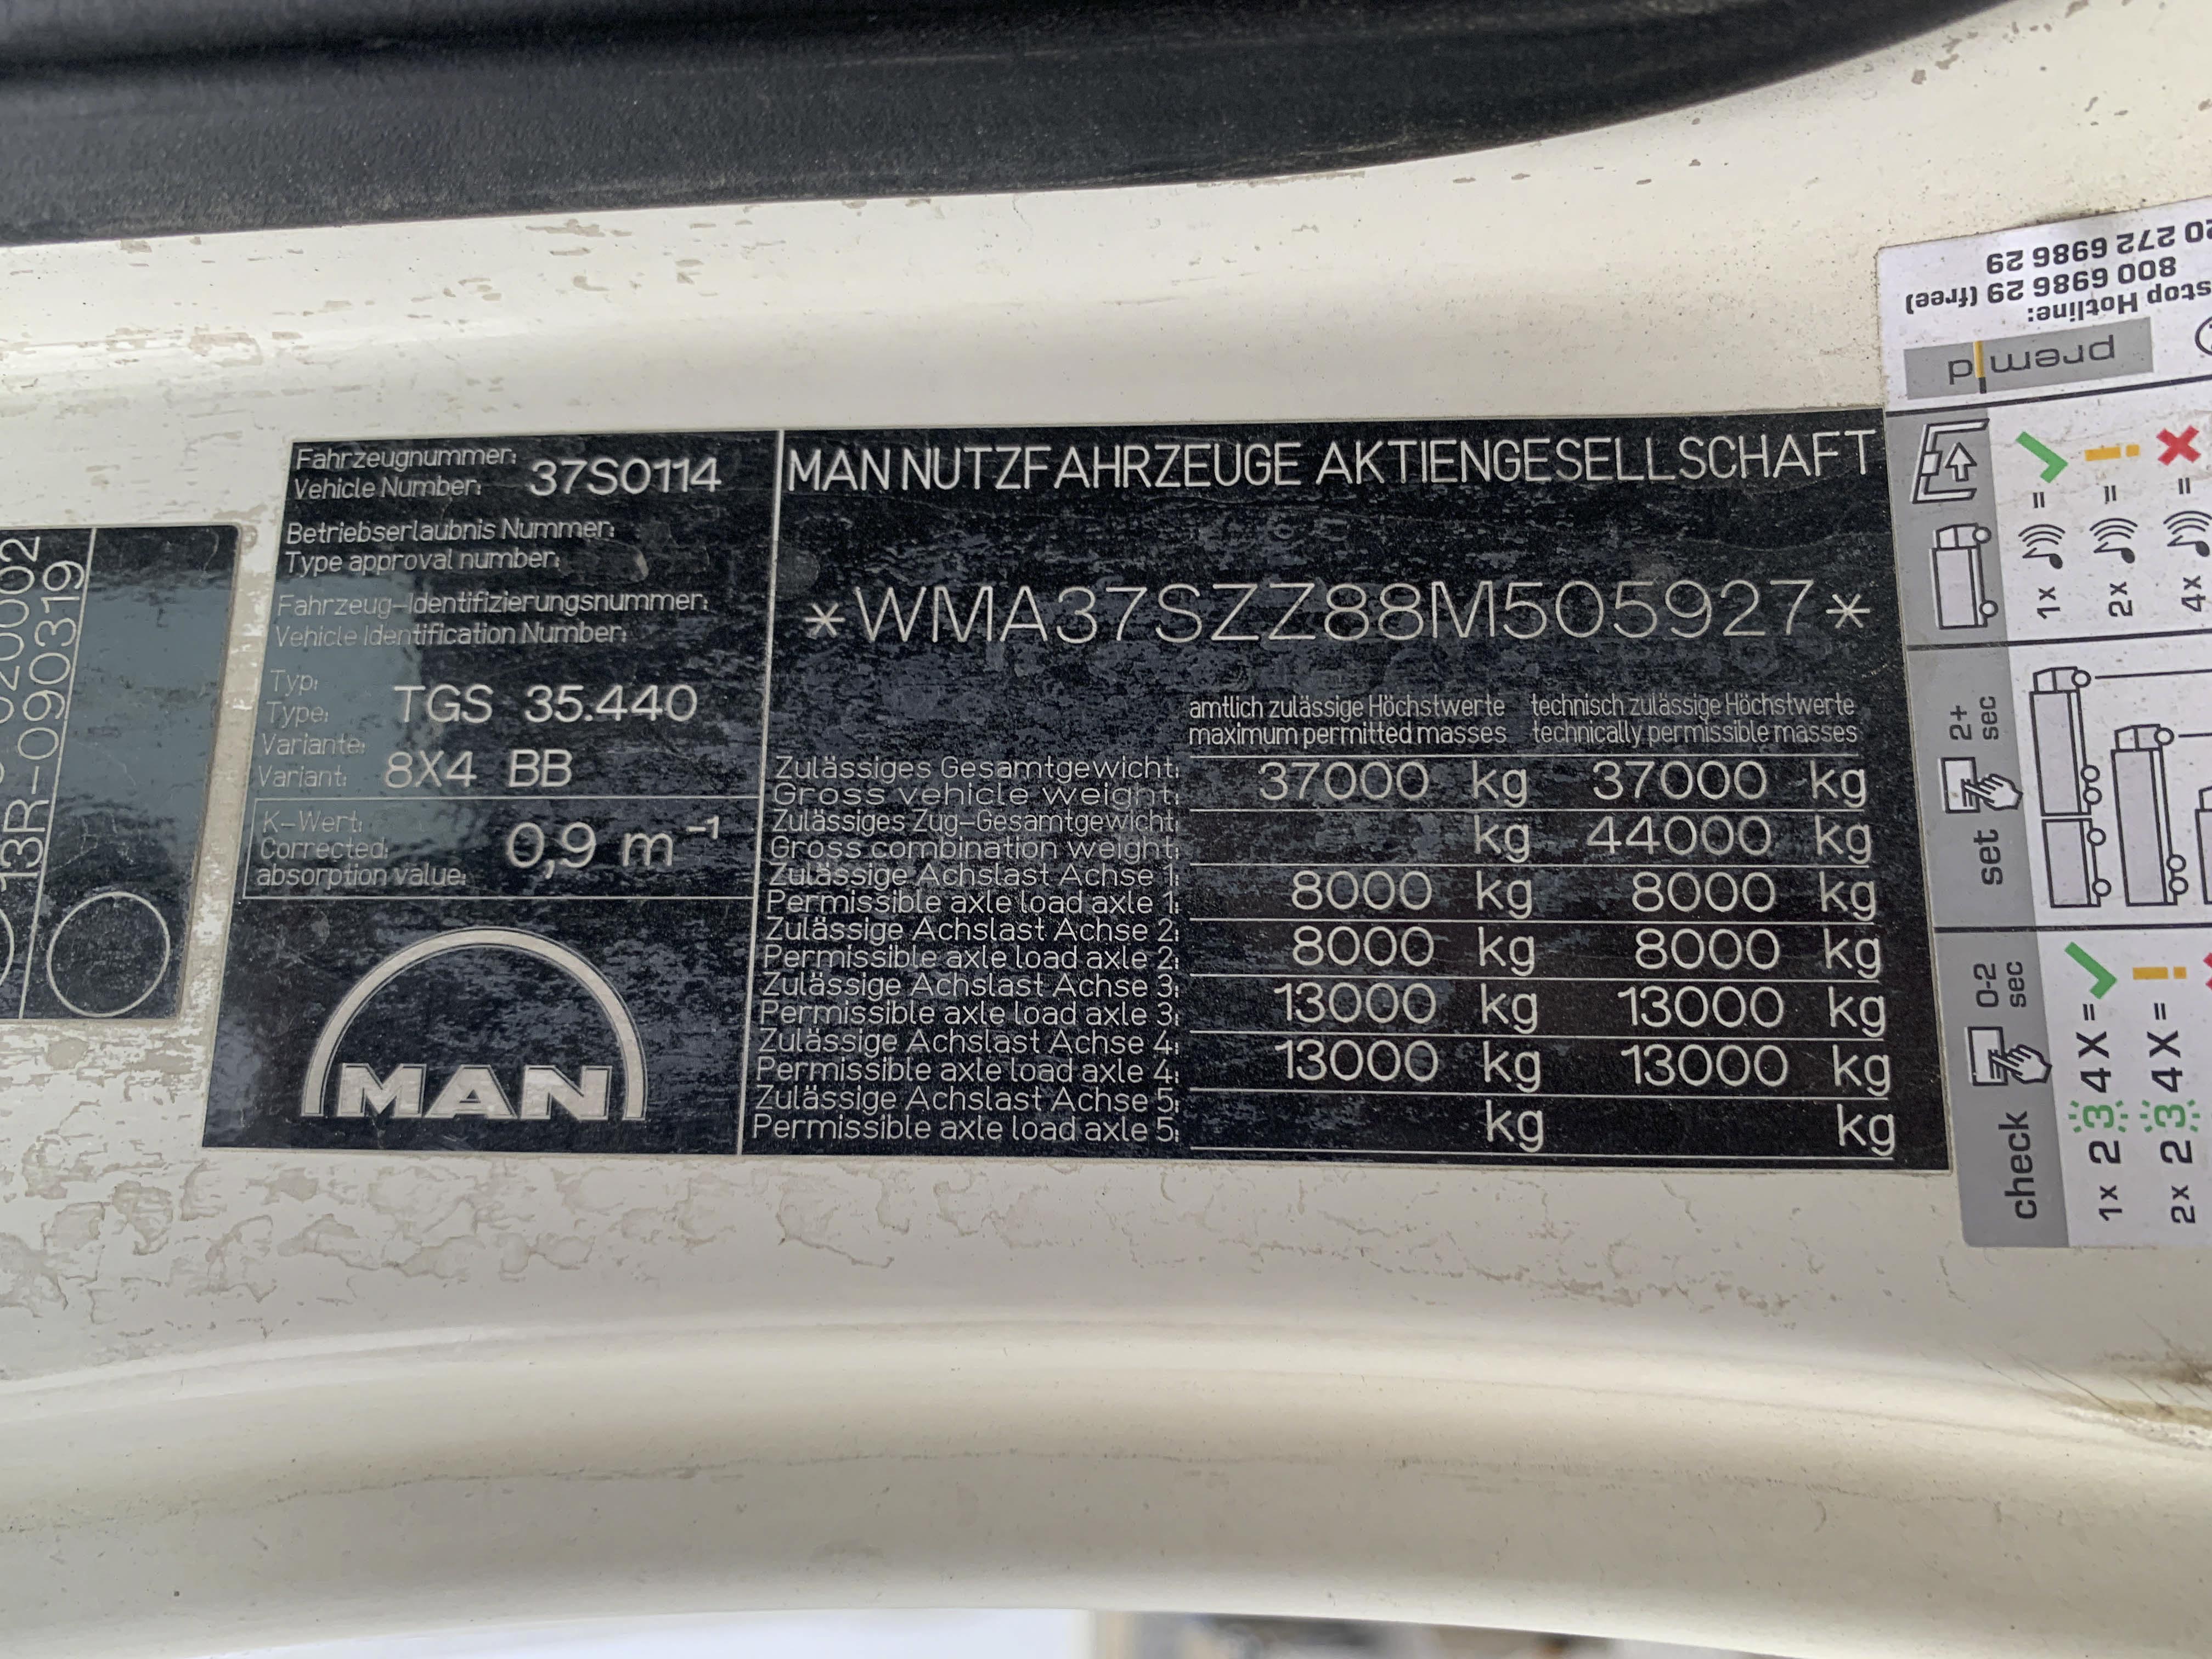 020002
13R-090319
Fahrzeugnummer:
Vehicle Number: 37S0114
Betriebserlaubnis Nummer:
Type approval number:
Fahrzeug-Identifizierungsnummer:
Vehicle Identification Number:
Typ:
Type: TGS 35.440
Variante:
Variant: 8X4 BB
K-Wert:
Corrected: 0,9 m⁻¹
absorption value:
MAN
MAN NUTZFAHRZEUGE AKTIENGESELLSCHAFT
*WMA37SZZ88M505927*
amtlich zulässige Höchstwerte technisch zulässige Höchstwerte
maximum permitted masses technically permissible masses
Zulässiges Gesamtgewicht:
Gross vehicle weight: 37000 kg 37000 kg
Zulässiges Zug-Gesamtgewicht:
Gross combination weight: kg 44000 kg
Zulässige Achslast Achse 1:
Permissible axle load axle 1: 8000 kg 8000 kg
Zulässige Achslast Achse 2:
Permissible axle load axle 2: 8000 kg 8000 kg
Zulässige Achslast Achse 3:
Permissible axle load axle 3: 13000 kg 13000 kg
Zulässige Achslast Achse 4:
Permissible axle load axle 4: 13000 kg 13000 kg
Zulässige Achslast Achse 5:
Permissible axle load axle 5: kg kg
premid
stop Hotline:
800 6986 29 (free)
20 272 6986 29
1x =
2x =
4x =
set 2+ sec
check 0-2 sec
1x 2 3 4 X =
2x 2 3 4 X =